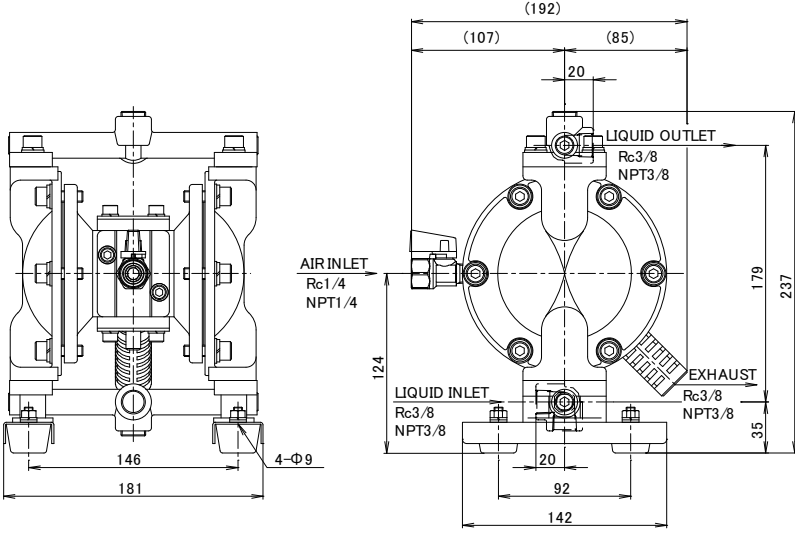 (192)
(107)
(85)
20
LIQUID OUTLET
Rc3/8
NPT3/8
AIR INLET
Rc1/4
NPT1/4
179
237
124
EXHAUST
Rc3/8
NPT3/8
LIQUID INLET
Rc3/8
NPT3/8
35
146
4-Φ9
20
181
92
142